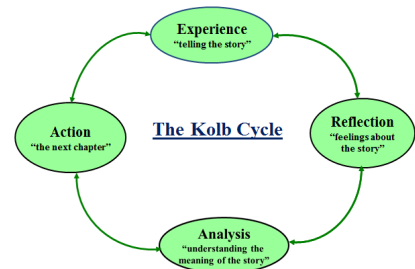 Experience
“telling the story”
Action
“the next chapter”
The Kolb Cycle
Reflection
“feelings about
the story”
Analysis
“understanding the
meaning of the story”